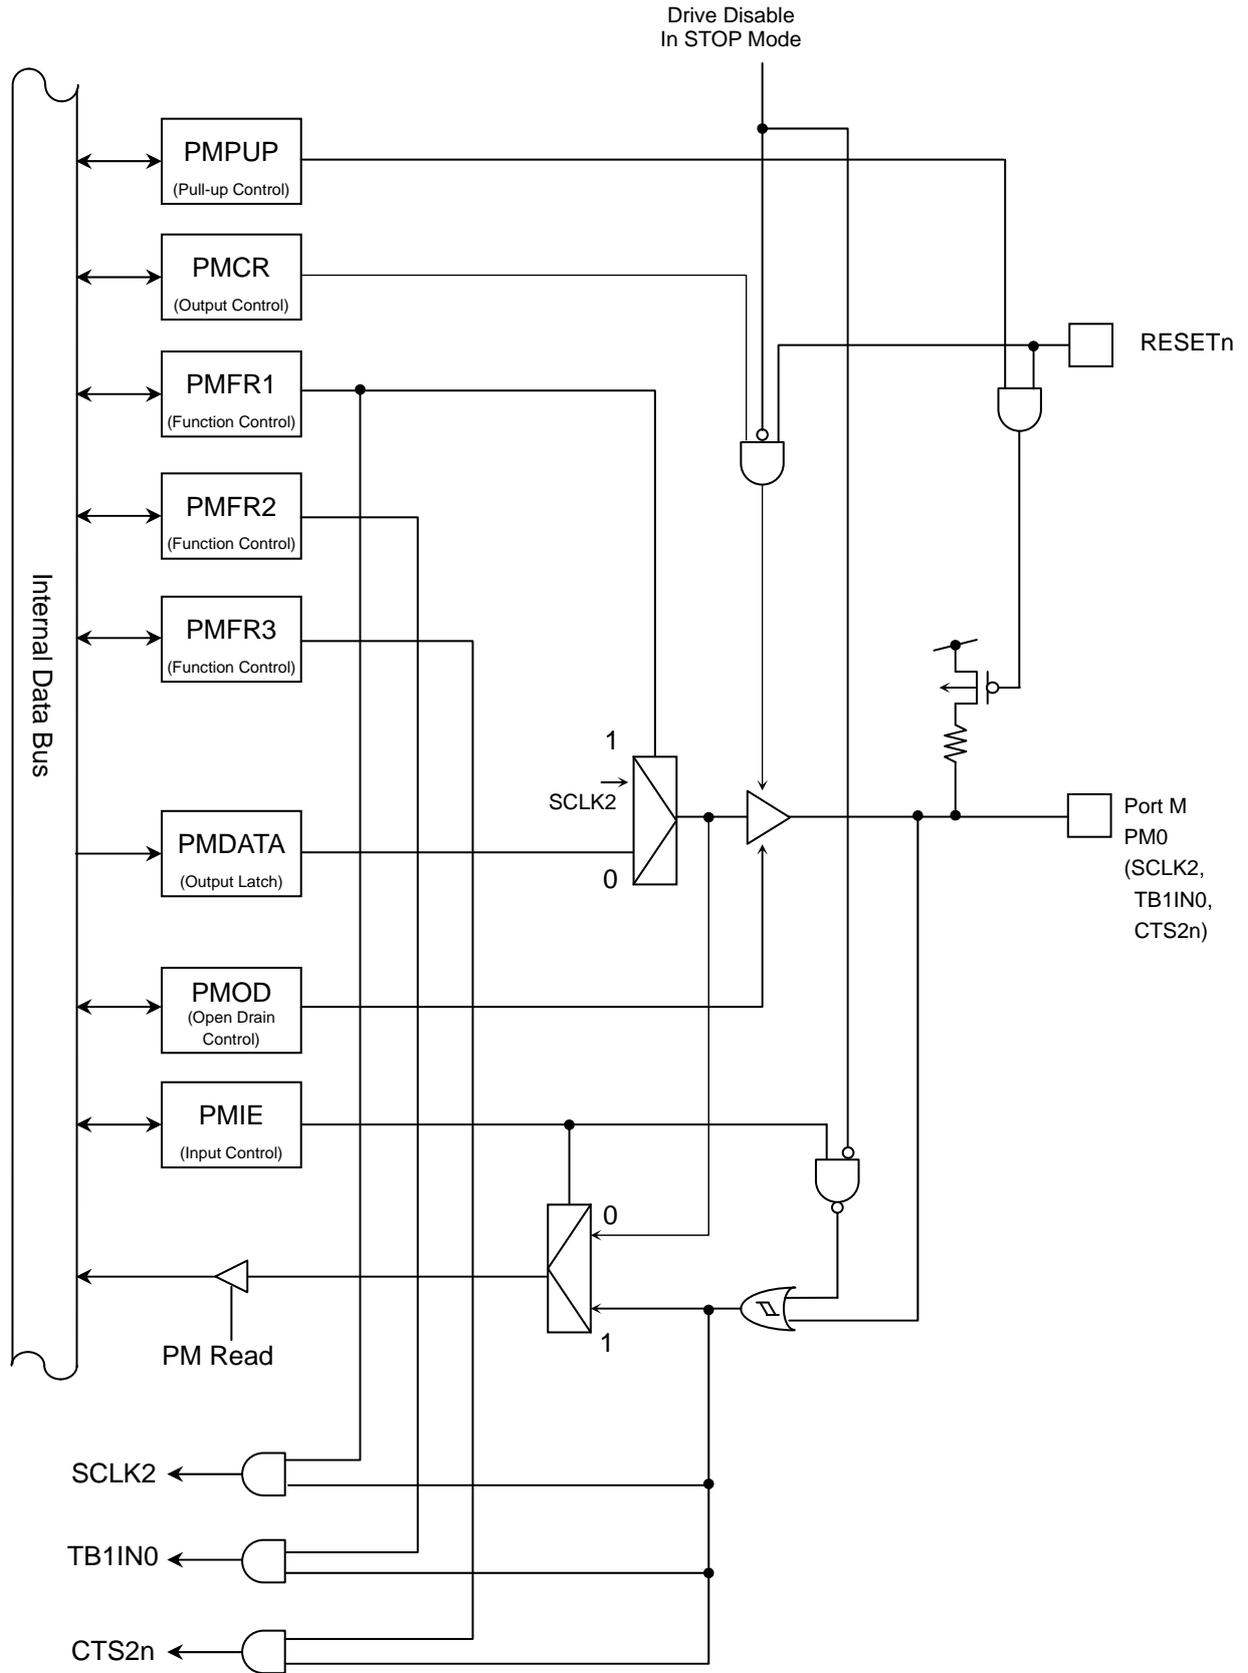 Drive Disable
In STOP Mode
PMPUP
(Pull-up Control)
PMCR
(Output Control)
RESETn
PMFR1
(Function Control)
PMFR2
(Function Control)
Internal Data Bus
PMFR3
(Function Control)
1
SCLK2
0
PMDATA
(Output Latch)
Port M
PM0
(SCLK2,
TB1IN0,
CTS2n)
PMOD
(Open Drain
Control)
PMIE
(Input Control)
0
1
PM Read
SCLK2
TB1IN0
CTS2n